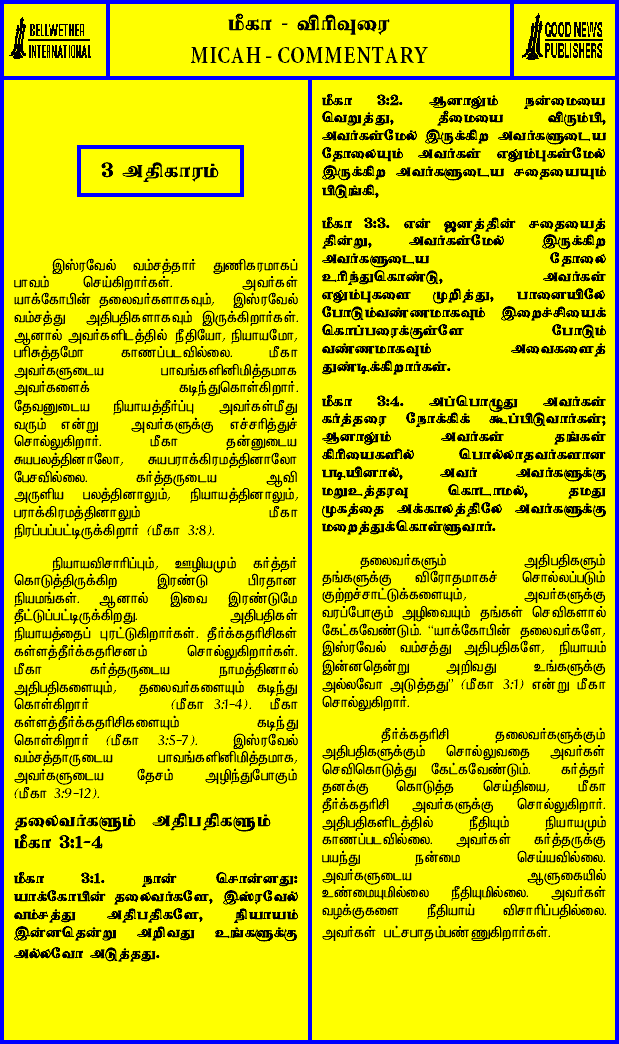 BELLWETHER
INTERNATIONAL
மீகா - விரிவுரை
MICAH - COMMENTARY
GOOD NEWS
PUBLISHERS
3 அதிகாரம்
இஸ்ரவேல் வம்சத்தார் துணிகரமாகப்
பாவம் செய்கிறார்கள். அவர்கள்
யாக்கோபின் தலைவர்களாகவும், இஸ்ரவேல்
வம்சத்து அதிபதிகளாகவும் இருக்கிறார்கள்.
ஆனால் அவர்களிடத்தில் நீதியோ, நியாயமோ,
பரிசுத்தமோ காணப்படவில்லை. மீகா
அவர்களுடைய பாவங்களினிமித்தமாக
அவர்களைக் கடிந்துகொள்கிறார்.
தேவனுடைய நியாயத்தீர்ப்பு அவர்கள்மீது
வரும் என்று அவர்களுக்கு எச்சரித்துச்
சொல்லுகிறார். மீகா தன்னுடைய
சுயபலத்தினாலோ, சுயபராக்கிரமத்தினாலோ
பேசவில்லை. கர்த்தருடைய ஆவி
அருளிய பலத்தினாலும், நியாயத்தினாலும்,
பராக்கிரமத்தினாலும் மீகா
நிரப்பப்பட்டிருக்கிறார் (மீகா 3:8).
நியாயவிசாரிப்பும், ஊழியமும் கர்த்தர்
கொடுத்திருக்கிற இரண்டு பிரதான
நியமங்கள். ஆனால் இவை இரண்டுமே
தீட்டுப்பட்டிருக்கிறது. அதிபதிகள்
நியாயத்தைப் புரட்டுகிறார்கள். தீர்க்கதரிசிகள்
கள்ளத்தீர்க்கதரிசனம் சொல்லுகிறார்கள்.
மீகா கர்த்தருடைய நாமத்தினால்
அதிபதிகளையும், தலைவர்களையும் கடிந்து
கொள்கிறார் (மீகா 3:1-4). மீகா
கள்ளத்தீர்க்கதரிசிகளையும் கடிந்து
கொள்கிறார் (மீகா 3:5-7). இஸ்ரவேல்
வம்சத்தாருடைய பாவங்களினிமித்தமாக,
அவர்களுடைய தேசம் அழிந்துபோகும்
(மீகா 3:9-12).
தலைவர்களும் அதிபதிகளும்
மீகா 3:1-4
மீகா 3:1. நான் சொன்னது:
யாக்கோபின் தலைவர்களே, இஸ்ரவேல்
வம்சத்து அதிபதிகளே, நியாயம்
இன்னதென்று அறிவது உங்களுக்கு
அல்லவோ அடுத்தது.
மீகா 3:2. ஆனாலும் நன்மையை
வெறுத்து, தீமையை விரும்பி,
அவர்கள்மேல் இருக்கிற அவர்களுடைய
தோலையும் அவர்கள் எலும்புகள்மேல்
இருக்கிற அவர்களுடைய சதையையும்
பிடுங்கி,
மீகா 3:3. என் ஜனத்தின் சதையைத்
தின்று, அவர்கள்மேல் இருக்கிற
அவர்களுடைய தோலை
உரிந்துகொண்டு, அவர்கள்
எலும்புகளை முறித்து, பானையிலே
போடும்வண்ணமாகவும் இறைச்சியைக்
கொப்பரைக்குள்ளே போடும்
வண்ணமாகவும் அவைகளைத்
துண்டிக்கிறார்கள்.
மீகா 3:4. அப்பொழுது அவர்கள்
கர்த்தரை நோக்கிக் கூப்பிடுவார்கள்;
ஆனாலும் அவர்கள் தங்கள்
கிரியைகளில் பொல்லாதவர்களான
படியினால், அவர் அவர்களுக்கு
மறுஉத்தரவு கொடாமல், தமது
முகத்தை அக்காலத்திலே அவர்களுக்கு
மறைத்துக்கொள்ளுவார்.
தலைவர்களும் அதிபதிகளும்
தங்களுக்கு விரோதமாகச் சொல்லப்படும்
குற்றச்சாட்டுக்களையும், அவர்களுக்கு
வரப்போகும் அழிவையும் தங்கள் செவிகளால்
கேட்கவேண்டும். “யாக்கோபின் தலைவர்களே,
இஸ்ரவேல் வம்சத்து அதிபதிகளே, நியாயம்
இன்னதென்று அறிவது உங்களுக்கு
அல்லவோ அடுத்தது” (மீகா 3:1) என்று மீகா
சொல்லுகிறார்.
தீர்க்கதரிசி தலைவர்களுக்கும்
அதிபதிகளுக்கும் சொல்லுவதை அவர்கள்
செவிகொடுத்து கேட்கவேண்டும். கர்த்தர்
தனக்கு கொடுத்த செய்தியை, மீகா
தீர்க்கதரிசி அவர்களுக்கு சொல்லுகிறார்.
அதிபதிகளிடத்தில் நீதியும் நியாயமும்
காணப்படவில்லை. அவர்கள் கர்த்தருக்கு
பயந்து நன்மை செய்யவில்லை.
அவர்களுடைய ஆளுகையில்
உண்மையுமில்லை நீதியுமில்லை. அவர்கள்
வழக்குகளை நீதியாய் விசாரிப்பதில்லை.
அவர்கள் பட்சபாதம்பண்ணுகிறார்கள்.